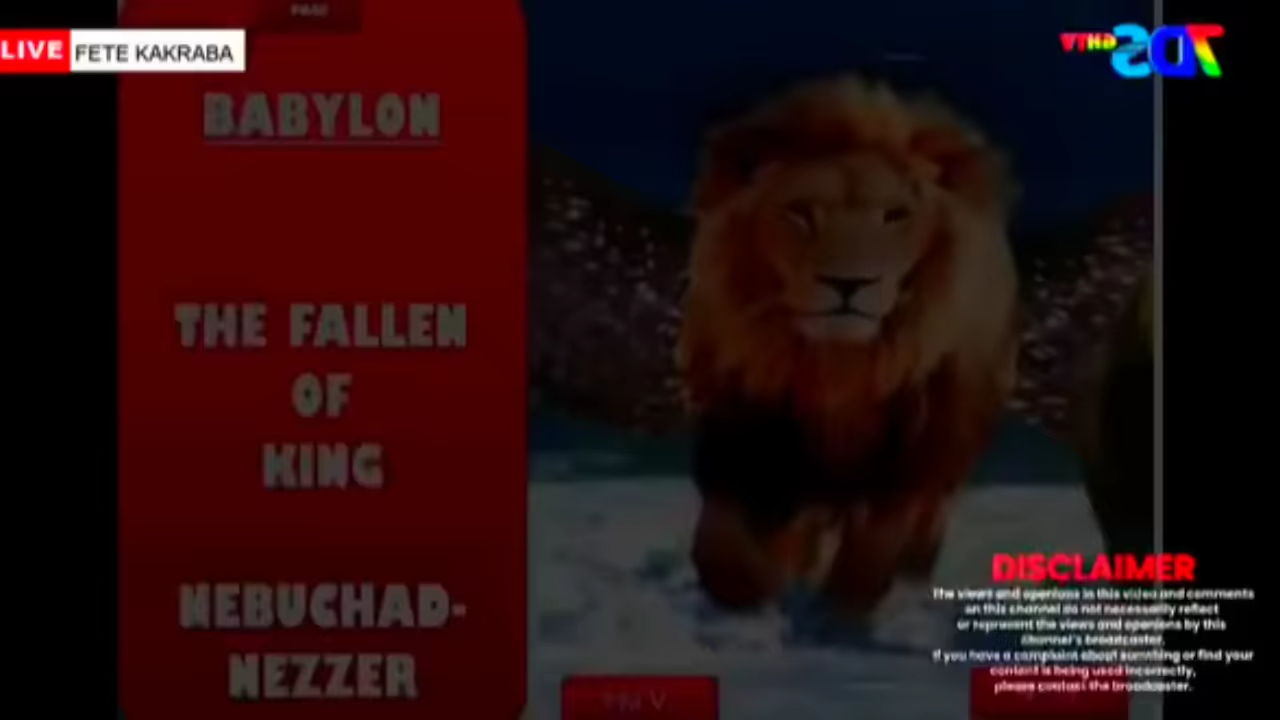 LIVE FETE KAKRABA
BABYLON
THE FALLEN
OF
KING
NEBUCHAD-
NEZZER
DISCLAIMER
The views and openions in this video and comments
on this channel do not necessarily reflect
or represent the views and openions by this
channel's broadcaster.
If you have a complaint about something or find your
content is being used incorrectly,
please contact the broadcaster.